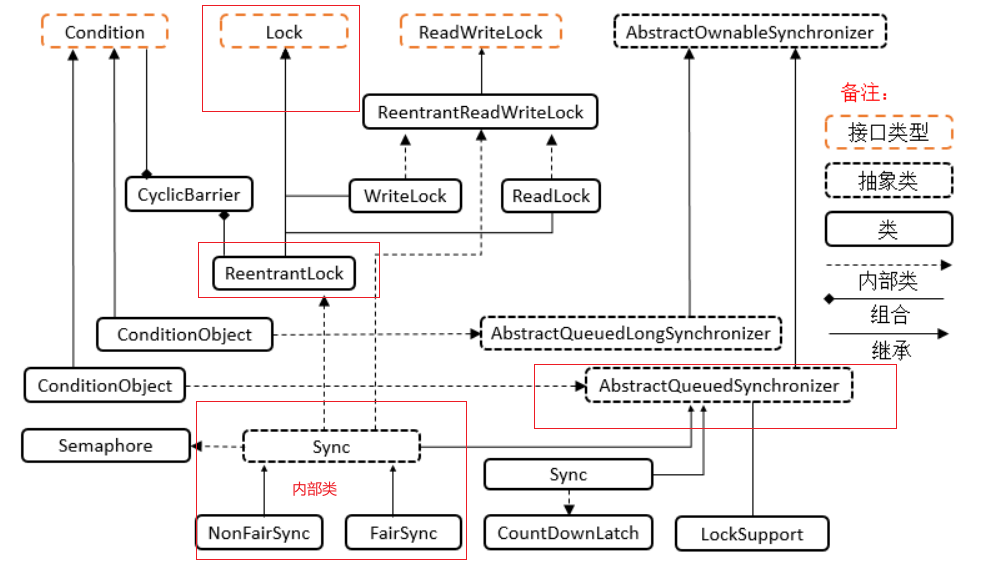 Condition
Lock
ReadWriteLock
AbstractOwnableSynchronizer
备注：
ReentrantReadWriteLock
接口类型
CyclicBarrier
WriteLock
ReadLock
抽象类
类
ReentrantLock
内部类
ConditionObject
AbstractQueuedLongSynchronizer
组合
继承
ConditionObject
AbstractQueuedSynchronizer
Semaphore
Sync
Sync
内部类
NonFairSync
FairSync
CountDownLatch
LockSupport